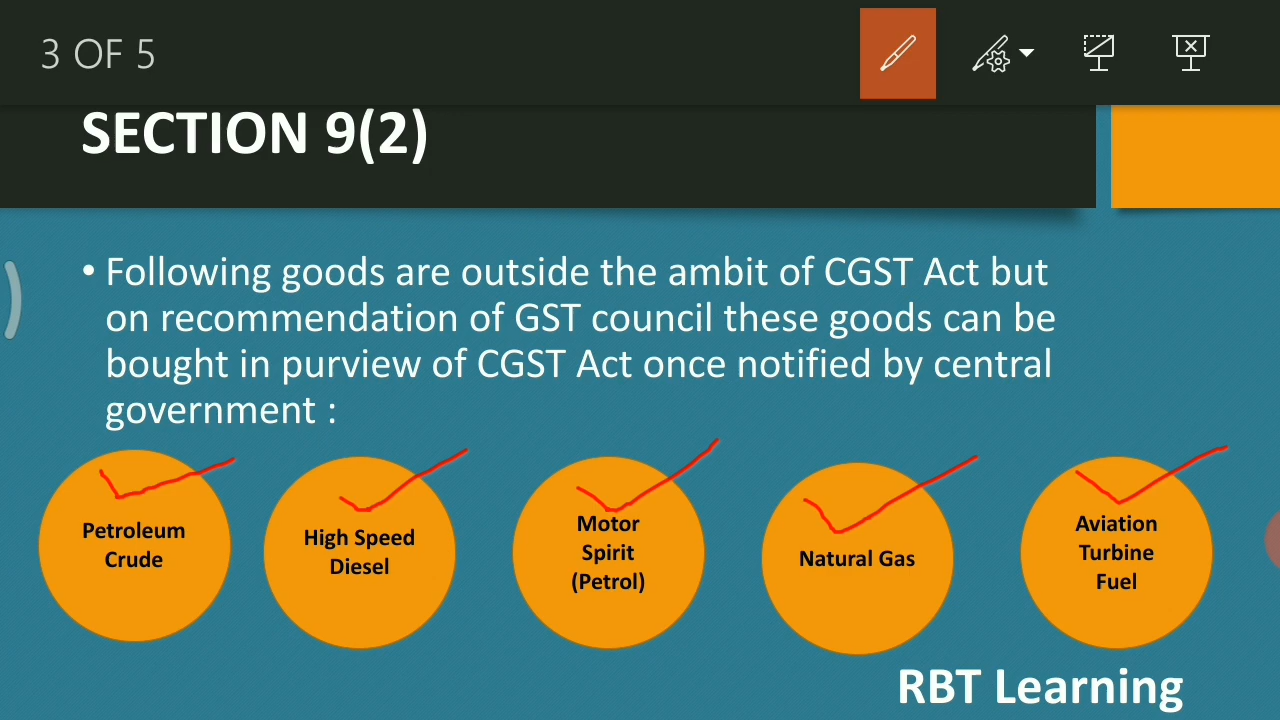 3 OF 5
SECTION 9(2)
• Following goods are outside the ambit of CGST Act but
on recommendation of GST council these goods can be
bought in purview of CGST Act once notified by central
government :
Petroleum
Crude
High Speed
Diesel
Motor
Spirit
(Petrol)
Natural Gas
Aviation
Turbine
Fuel
RBT Learning